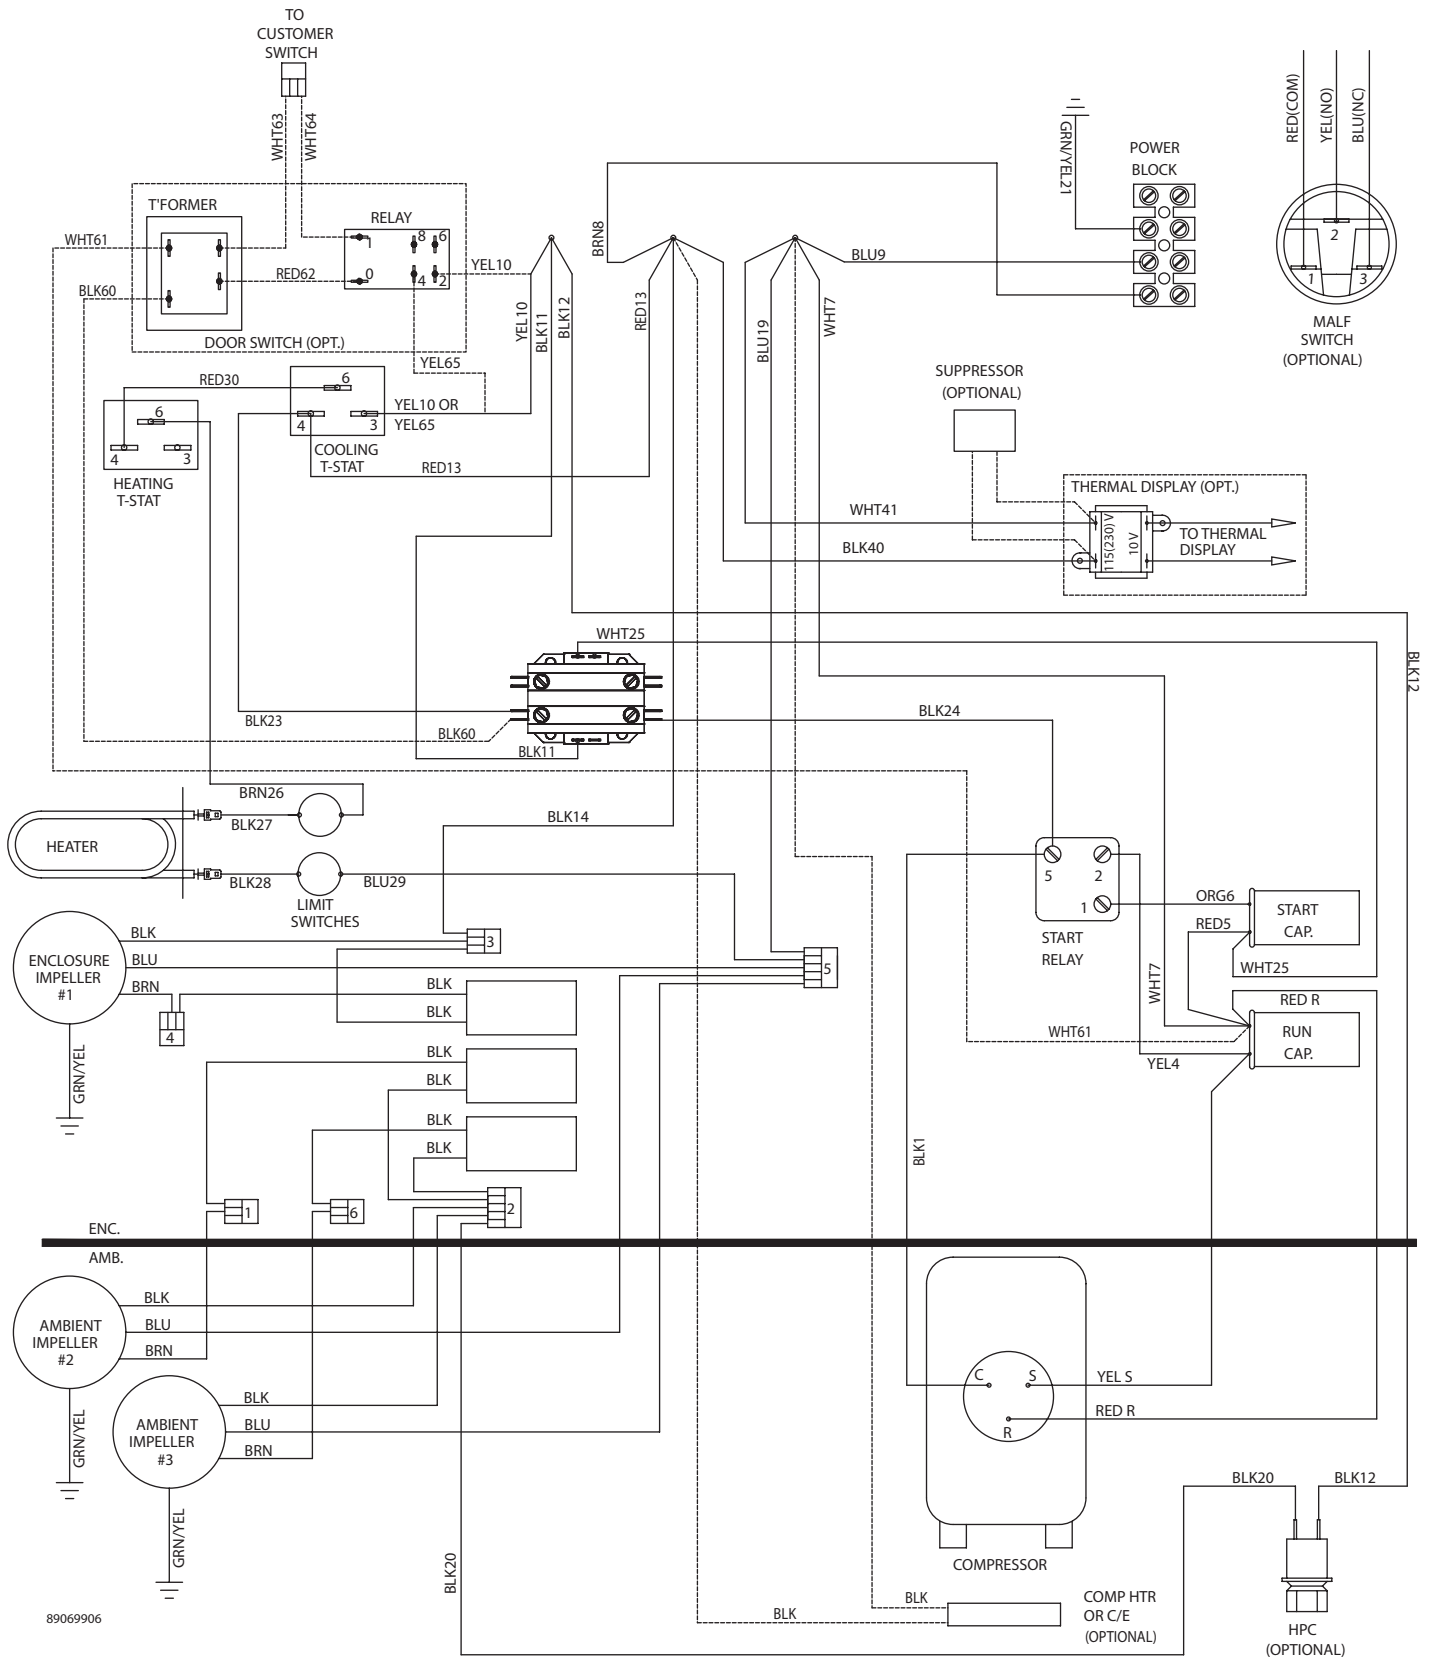 TO
CUSTOMER
SWITCH
WHT63
WHT64
T'FORMER
RELAY
8
6
1
0
4
2
WHT61
RED62
BLK60
DOOR SWITCH (OPT.)
YEL10
YEL65
YEL10
BLK11
BLK12
BRN8
RED13
BLU19
WHT7
BLU9
GRN/YEL21
POWER
BLOCK
RED(COM)
YEL(NO)
BLU(NC)
2
1
3
MALF
SWITCH
(OPTIONAL)
RED30
6
4
3
YEL10 OR
YEL65
COOLING
T-STAT
RED13
6
4
3
HEATING
T-STAT
SUPPRESSOR
(OPTIONAL)
THERMAL DISPLAY (OPT.)
WHT41
BLK40
115(230) V
10 V
TO THERMAL
DISPLAY
WHT25
BLK12
BLK23
BLK60
BLK11
BLK24
BRN26
BLK27
HEATER
BLK28
BLU29
LIMIT
SWITCHES
BLK14
5
2
1
START
RELAY
ORG6
RED5
START
CAP.
WHT25
RED R
WHT7
WHT61
YEL4
RUN
CAP.
ENCLOSURE
IMPELLER
#1
BLK
BLU
BRN
3
5
4
GRN/YEL
BLK
BLK
BLK
BLK
BLK
BLK
BLK1
1
6
2
ENC.
AMB.
AMBIENT
IMPELLER
#2
BLK
BLU
BRN
GRN/YEL
AMBIENT
IMPELLER
#3
BLK
BLU
BRN
GRN/YEL
C
S
R
YEL S
RED R
COMPRESSOR
BLK20
BLK20
BLK12
BLK
BLK
COMP HTR
OR C/E
(OPTIONAL)
HPC
(OPTIONAL)
89069906